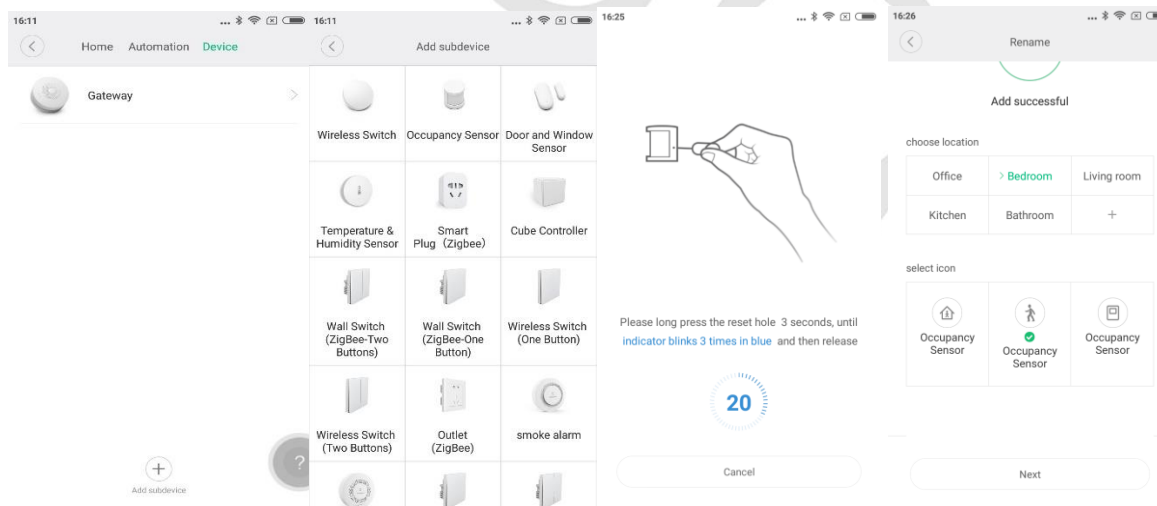 16:11
...
Home Automation Device
Gateway
Add subdevice
?
16:11
...
Add subdevice
Wireless Switch
Occupancy Sensor
Door and Window
Sensor
Temperature &
Humidity Sensor
Smart
Plug（Zigbee）
Cube Controller
Wall Switch
(ZigBee-Two
Buttons)
Wall Switch
(ZigBee-One
Button)
Wireless Switch
(One Button)
Wireless Switch
(Two Buttons)
Outlet
(ZigBee)
smoke alarm
16:25
...
Please long press the reset hole 3 seconds, until
indicator blinks 3 times in blue and then release
20
Cancel
16:26
...
Rename
Add successful
choose location
Office
> Bedroom
Living room
Kitchen
Bathroom
+
select icon
Occupancy
Sensor
Occupancy
Sensor
Occupancy
Sensor
Next